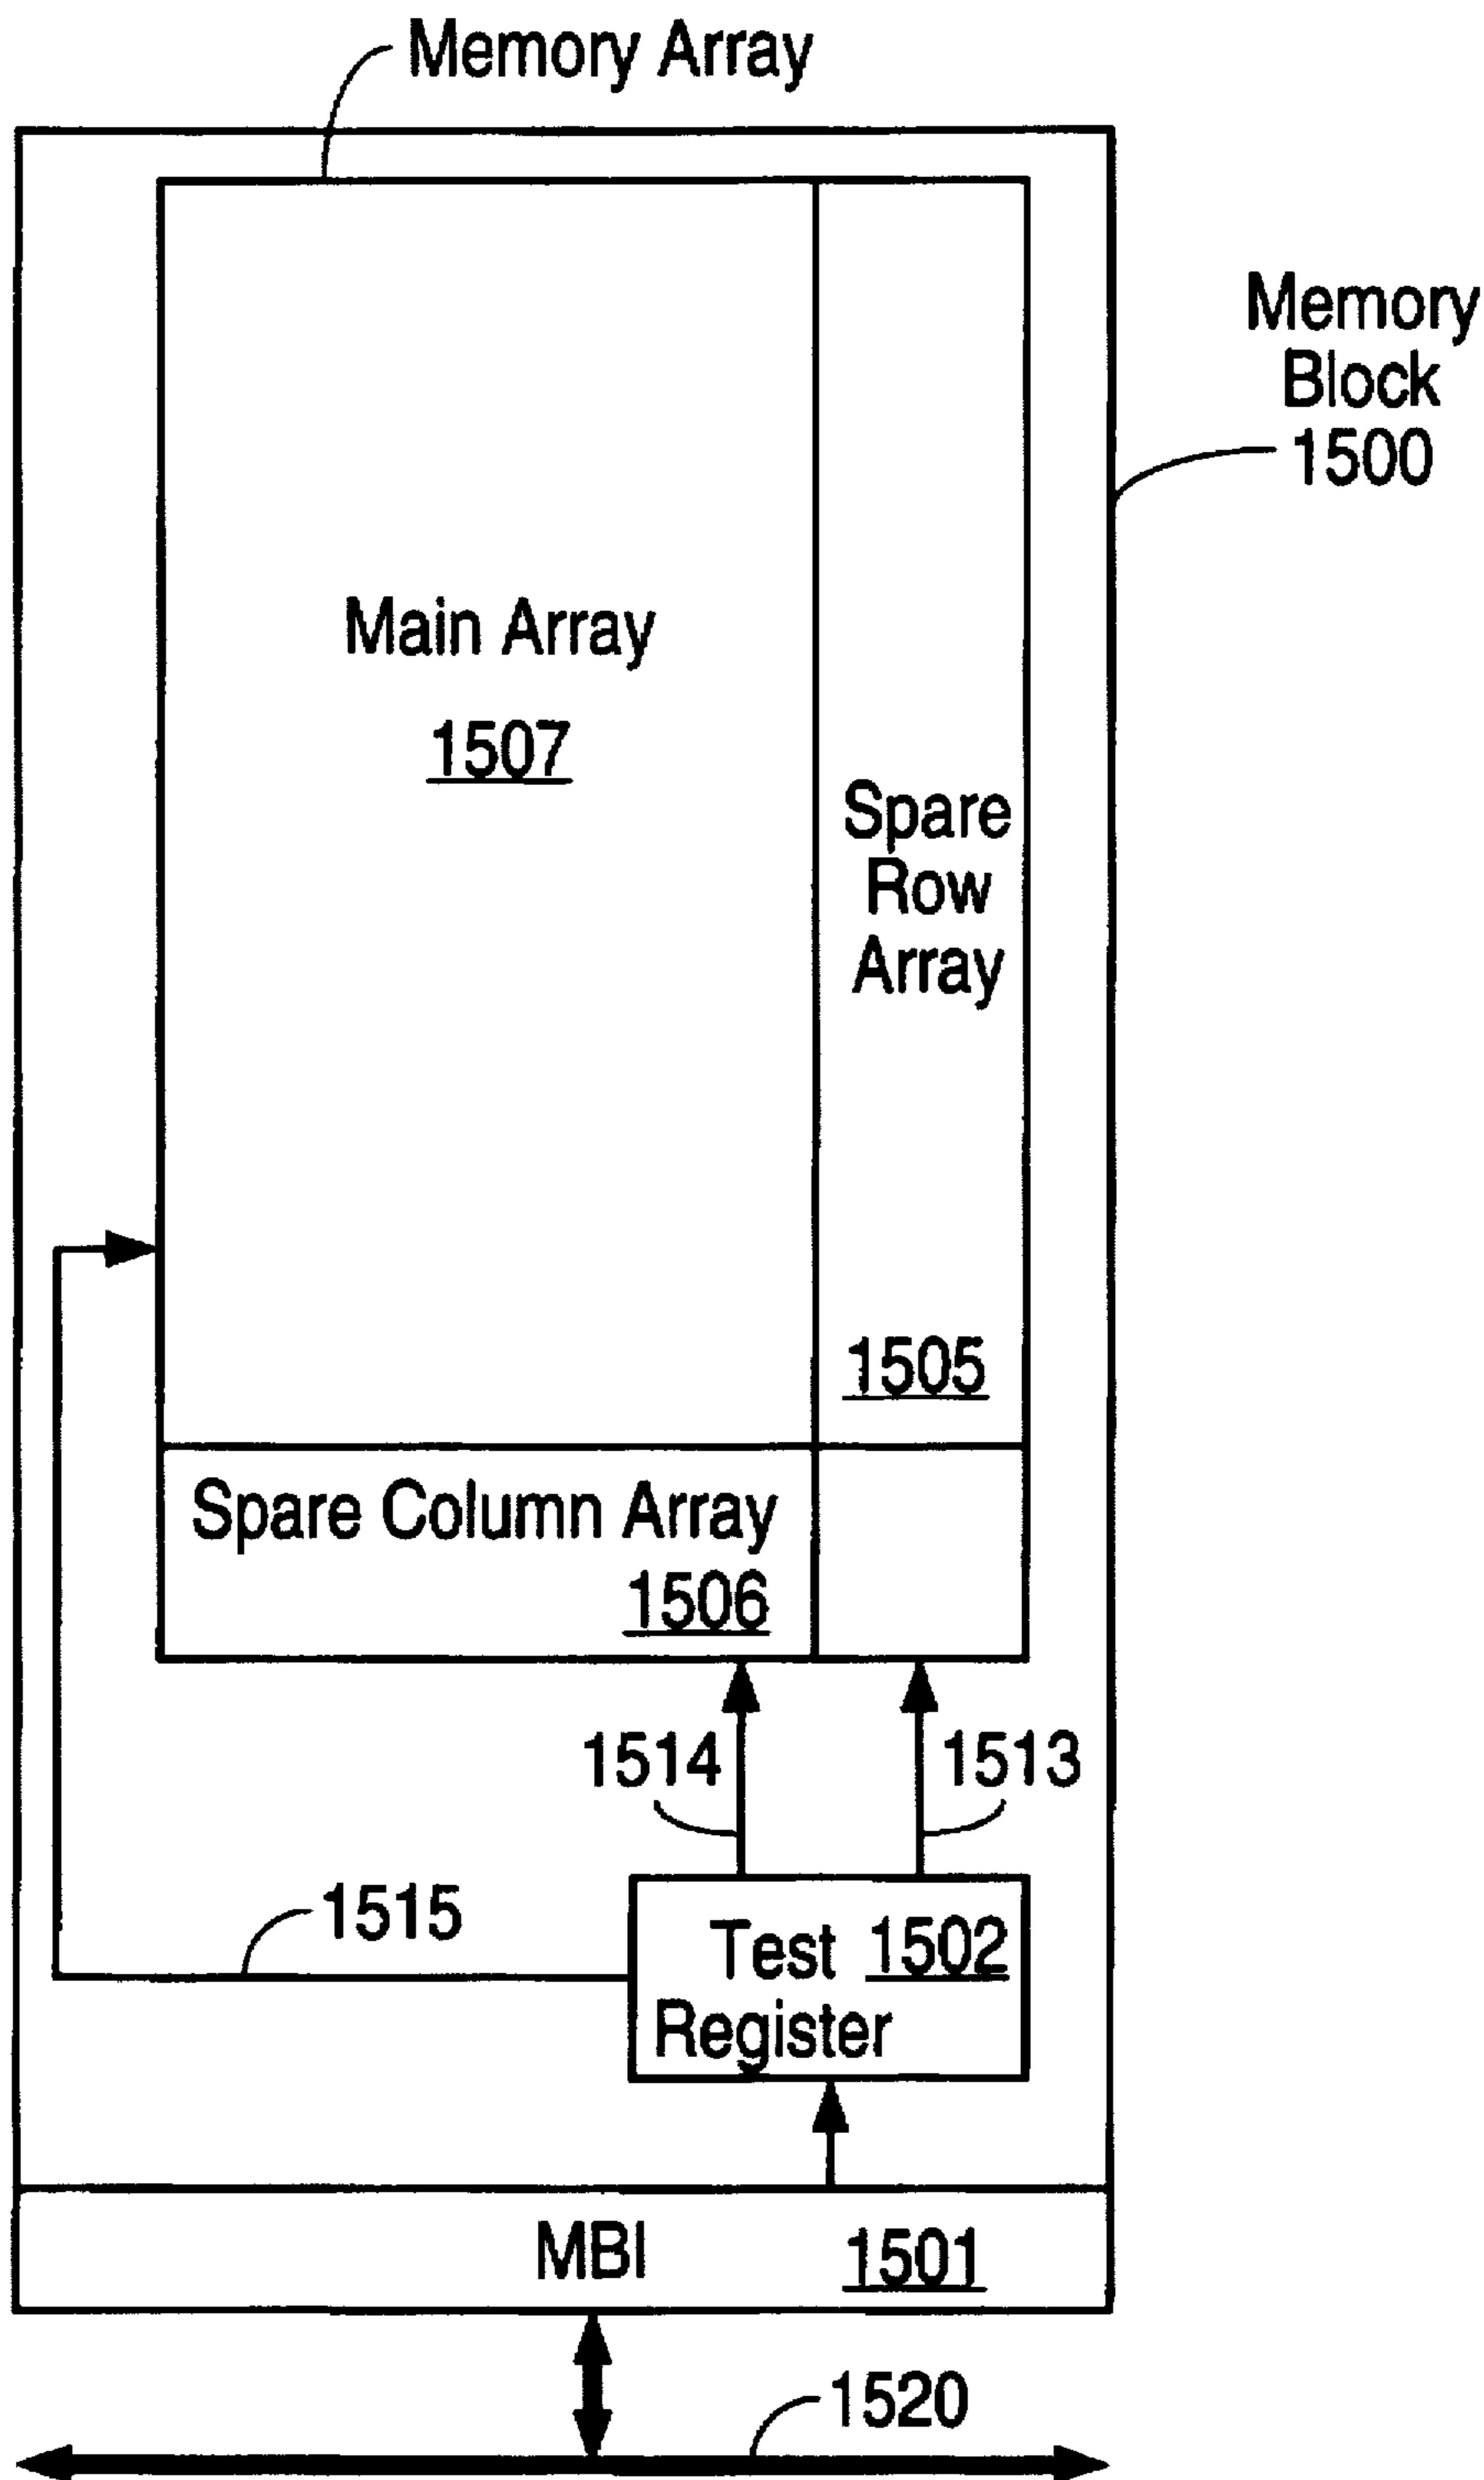 Memory Array
Memory
Block
1500
Main Array
1507
Spare
Row
Array
1505
Spare Column Array
1506
1514
1513
1515
Test 1502
Register
MBI 1501
1520